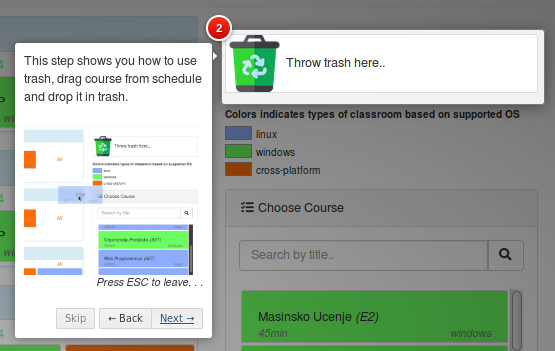 2
Throw trash here..
This step shows you how to use
trash, drag course from schedule
and drop it in trash.
Throw trash here..
Colors indicates types of classroom based on supported OS
linux
windows
cross-platform
Choose Course
Search by title..
Organizacija Podataka (SIIT)
windows
Web Programiranje (SIIT)
Press ESC to leave. . .
Skip
← Back
Next →
Colors indicates types of classroom based on supported OS
linux
windows
cross-platform
Choose Course
Search by title..
Masinsko Ucenje (E2)
45min windows